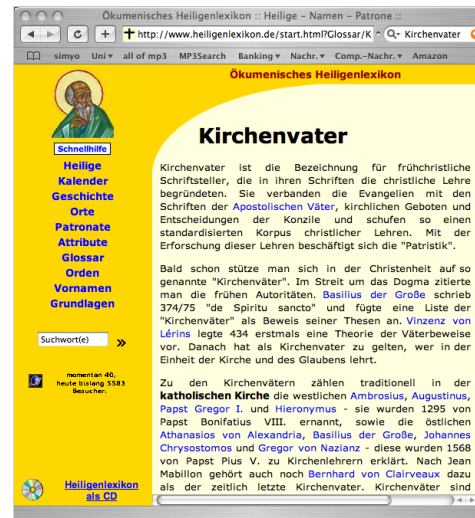 Ökumenisches Heiligenlexikon :: Heilige – Namen – Patrone ::
http://www.heiligenlexikon.de/start.html?Glossar/K
Kirchenvater
simyo Uni all of mp3 MP3Search Banking Nachr. Comp.-Nachr. Amazon
Ökumenisches Heiligenlexikon
Schnellhilfe
Heilige
Kalender
Geschichte
Orte
Patronate
Attribute
Glossar
Orden
Vornamen
Grundlagen
Suchwort(e)
»
momentan 40,
heute bislang 5583
Besucher.
Heiligenlexikon
als CD
Kirchenvater
Kirchenvater ist die Bezeichnung für frühchristliche
Schriftsteller, die in ihren Schriften die christliche Lehre
begründeten. Sie verbanden die Evangelien mit den
Schriften der Apostolischen Väter, kirchlichen Geboten und
Entscheidungen der Konzile und schufen so einen
standardisierten Korpus christlicher Lehren. Mit der
Erforschung dieser Lehren beschäftigt sich die "Patristik".
Bald schon stütze man sich in der Christenheit auf so
genannte "Kirchenväter". Im Streit um das Dogma zitierte
man die frühen Autoritäten. Basilius der Große schrieb
374/75 "de Spiritu sancto" und fügte eine Liste der
"Kirchenväter" als Beweis seiner Thesen an. Vinzenz von
Lérins legte 434 erstmals eine Theorie der Väterbeweise
vor. Danach hat als Kirchenvater zu gelten, wer in der
Einheit der Kirche und des Glaubens lehrt.
Zu den Kirchenvätern zählen traditionell in der
katholischen Kirche die westlichen Ambrosius, Augustinus,
Papst Gregor I. und Hieronymus - sie wurden 1295 von
Papst Bonifatius VIII. ernannt, sowie die östlichen
Athanasios von Alexandria, Basilius der Große, Johannes
Chrysostomos und Gregor von Nazianz - diese wurden 1568
von Papst Pius V. zu Kirchenlehrern erklärt. Nach Jean
Mabillon gehört auch noch Bernhard von Clairveaux dazu
als der zeitlich letzte Kirchenvater. Kirchenväter sind